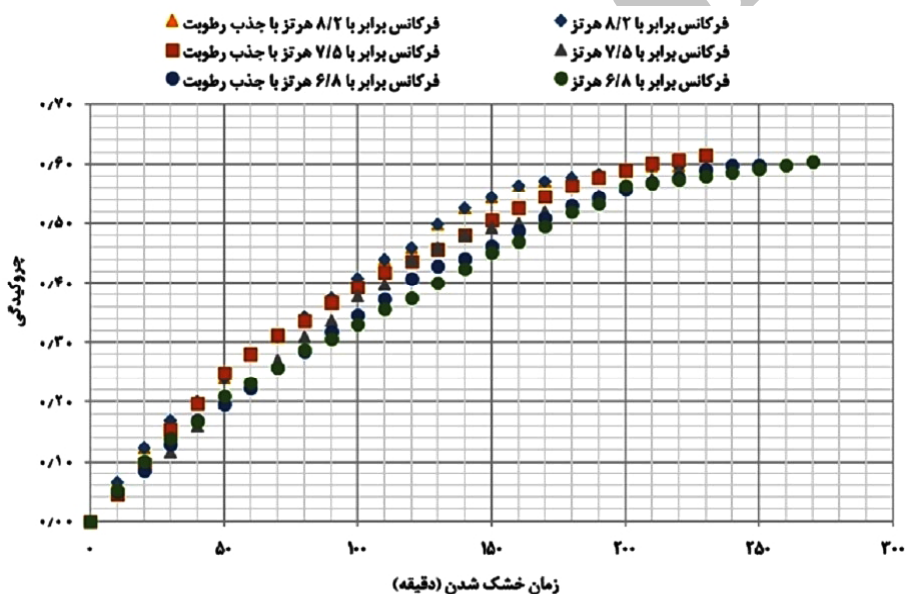 فرکانس برابر با ۸/۲ هرتز
فرکانس برابر با ۸/۲ هرتز با جذب رطوبت
فرکانس برابر با ۷/۵ هرتز
فرکانس برابر با ۷/۵ هرتز با جذب رطوبت
فرکانس برابر با ۶/۸ هرتز
فرکانس برابر با ۶/۸ هرتز با جذب رطوبت
۰/۷۰
۰/۶۰
۰/۵۰
۰/۴۰
۰/۳۰
۰/۲۰
۰/۱۰
۰/۰۰
چروکیدگی
۰ ۵۰ ۱۰۰ ۱۵۰ ۲۰۰ ۲۵۰ ۳۰۰
زمان خشک شدن (دقیقه)